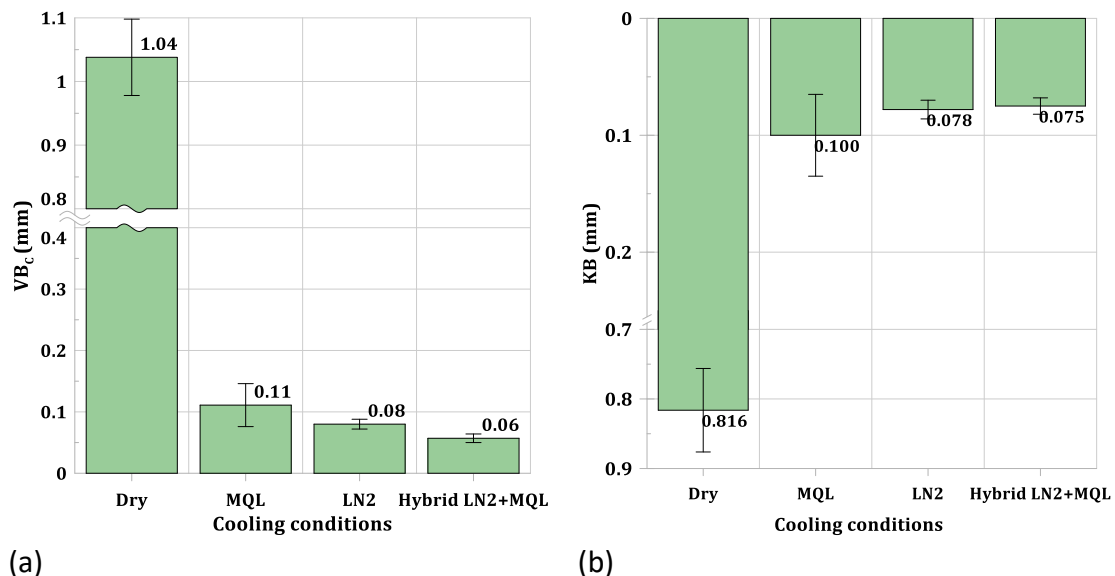 1.1
1
0.9
0.8
0.4
0.3
0.2
0.1
0
VBC (mm)
1.04
0.11
0.08
0.06
Dry MQL LN2 Hybrid LN2+MQL
Cooling conditions
(a)
0
0.1
0.2
0.7
0.8
0.9
KB (mm)
0.816
0.100
0.078
0.075
Dry MQL LN2 Hybrid LN2+MQL
Cooling conditions
(b)